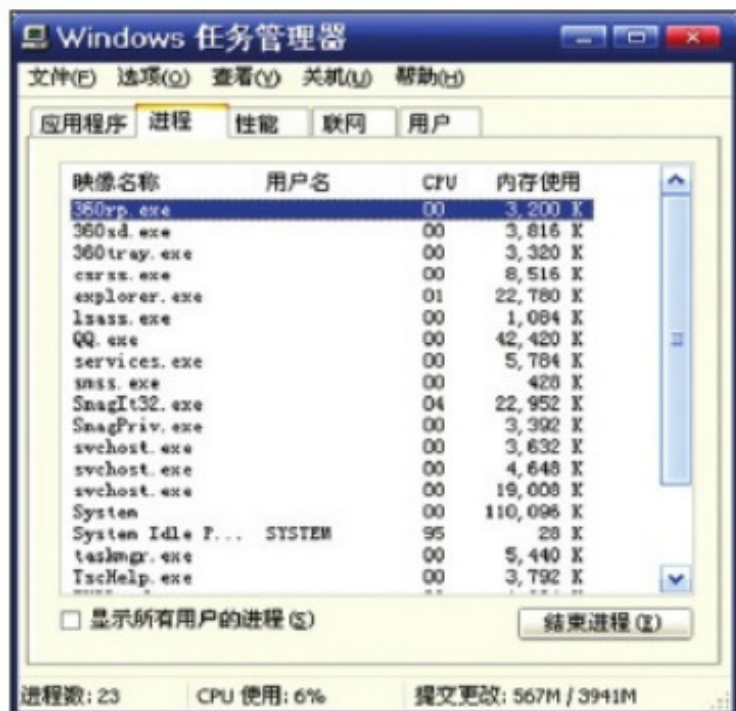 Windows 任务管理器
文件(F) 选项(O) 查看(V) 关机(U) 帮助(H)
应用程序 进程 性能 联网 用户
映像名称 用户名 CPU 内存使用
360rp.exe 00 3,200 K
360sd.exe 00 3,816 K
360tray.exe 00 3,320 K
csrss.exe 00 8,516 K
explorer.exe 01 22,780 K
lsass.exe 00 1,084 K
QQ.exe 00 42,420 K
services.exe 00 5,784 K
smss.exe 00 428 K
SnagIt32.exe 04 22,952 K
SnagPriv.exe 00 3,392 K
svchost.exe 00 3,632 K
svchost.exe 00 4,648 K
svchost.exe 00 19,008 K
System 00 110,096 K
System Idle P... SYSTEM 95 28 K
taskmgr.exe 00 5,440 K
TscHelp.exe 00 3,792 K
显示所有用户的进程(S) 结束进程(E)
进程数: 23 CPU 使用: 6% 提交更改: 567M / 3941M